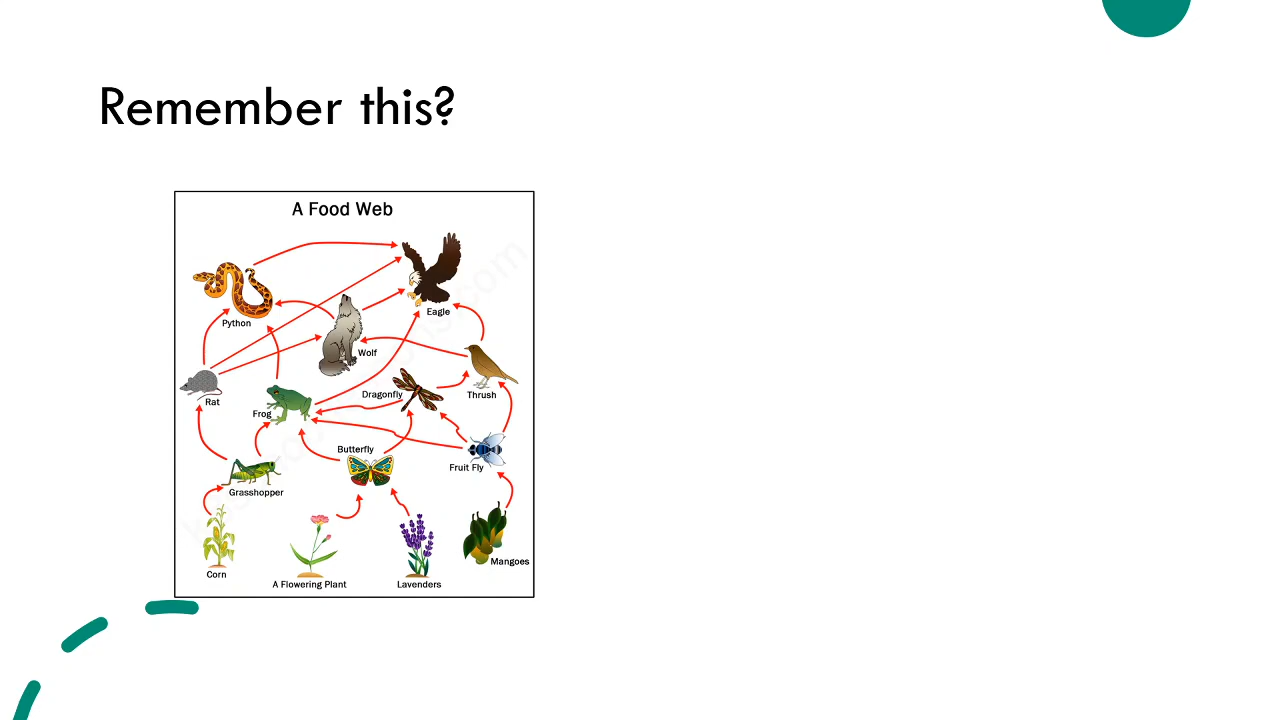 Remember this?
A Food Web
Eagle
Python
Wolf
Thrush
Dragonfly
Rat
Frog
Butterfly
Fruit Fly
Grasshopper
Mangoes
Corn
A Flowering Plant
Lavenders